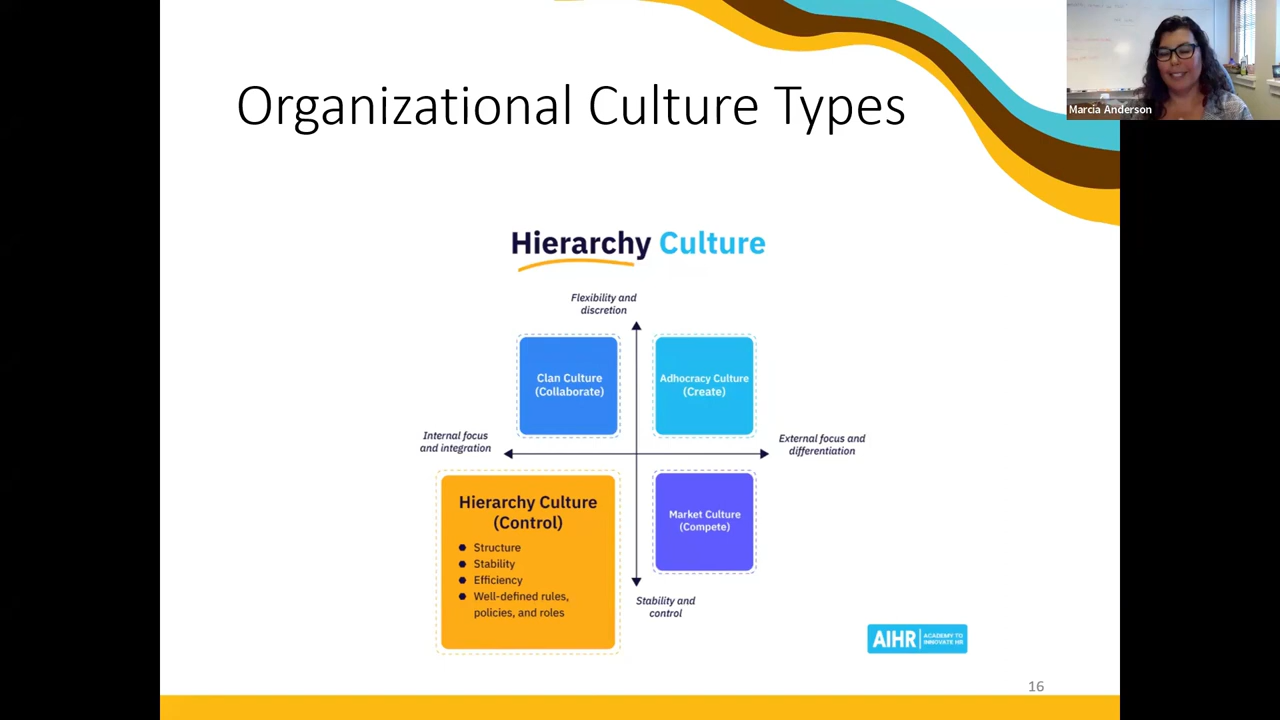 Organizational Culture Types
Marcia Anderson
Hierarchy Culture
Flexibility and
discretion
Clan Culture
(Collaborate)
Adhocracy Culture
(Create)
Internal focus
and integration
External focus and
differentiation
Hierarchy Culture
(Control)
Structure
Stability
Efficiency
Well-defined rules,
policies, and roles
Market Culture
(Compete)
Stability and
control
AIHR
ACADEMY TO
INNOVATE HR
16